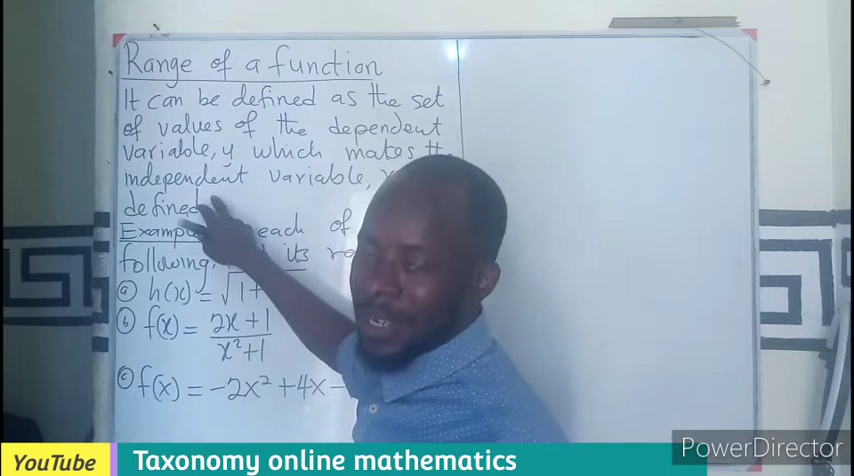 Range of a function
It can be defined as the set
of values of the dependent
variable, y which makes
independent variable,
defined
each of
following, its
(a) h(x) = √1+
(b) f(x) = 2x+1
x²+1
(c) f(x) = -2x² +4x -
PowerDirector
YouTube Taxonomy online mathematics